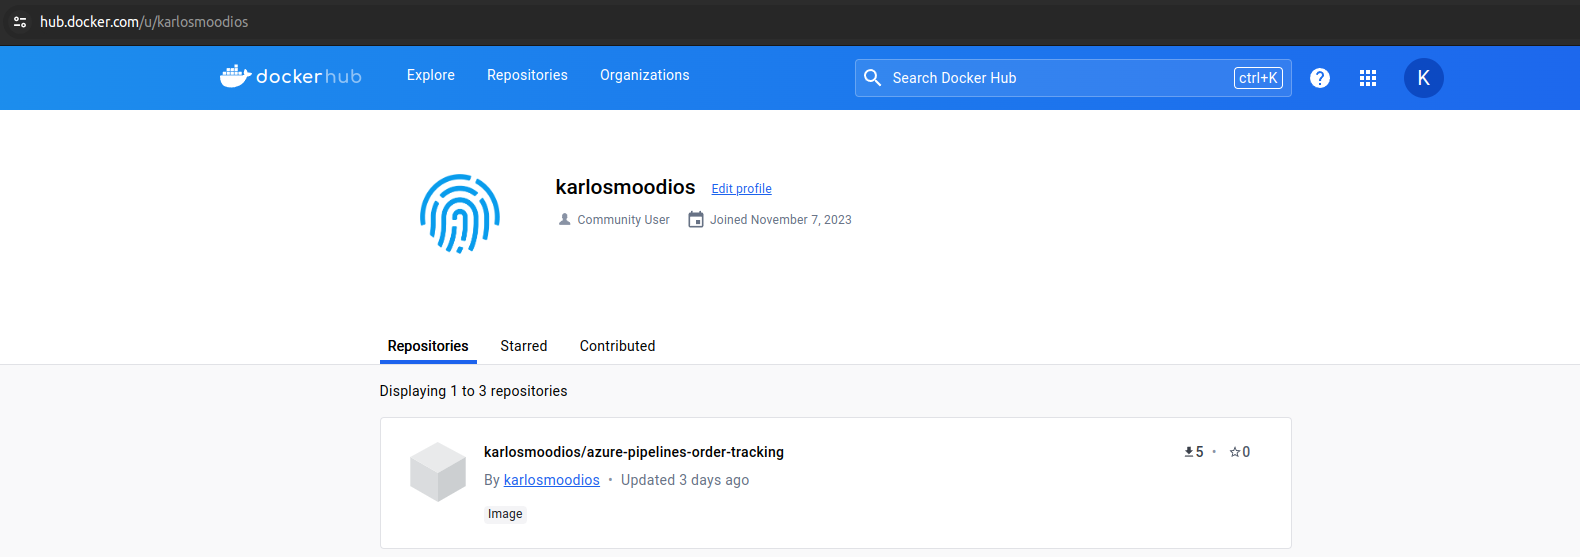 hub.docker.com/u/karlosmoodios
dockerhub Explore Repositories Organizations Search Docker Hub ctrl+K ? K
karlosmoodios Edit profile
Community User Joined November 7, 2023
Repositories Starred Contributed
Displaying 1 to 3 repositories
karlosmoodios/azure-pipelines-order-tracking 5 • 0
By karlosmoodios • Updated 3 days ago
Image